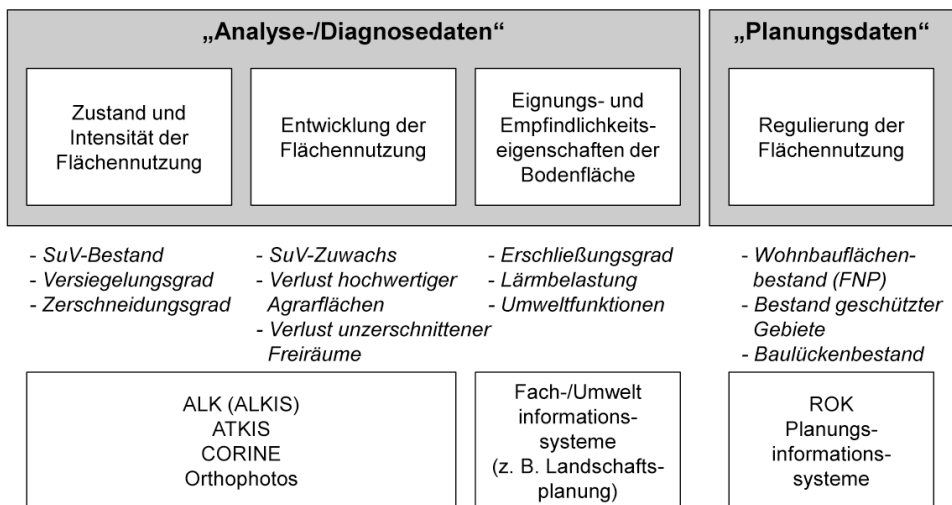 „Analyse-/Diagnosedaten“
„Planungsdaten“
Zustand und
Intensität der
Flächennutzung
Entwicklung der
Flächennutzung
Eignungs- und
Empfindlichkeits-
eigenschaften der
Bodenfläche
Regulierung der
Flächennutzung
- SuV-Bestand
- Versiegelungsgrad
- Zerschneidungsgrad
- SuV-Zuwachs
- Verlust hochwertiger
Agrarflächen
- Verlust unzerschnittener
Freiräume
- Erschließungsgrad
- Lärmbelastung
- Umweltfunktionen
- Wohnbauflächen-
bestand (FNP)
- Bestand geschützter
Gebiete
- Baulückenbestand
ALK (ALKIS)
ATKIS
CORINE
Orthophotos
Fach-/Umwelt
informations-
systeme
(z. B. Landschafts-
planung)
ROK
Planungs-
informations-
systeme